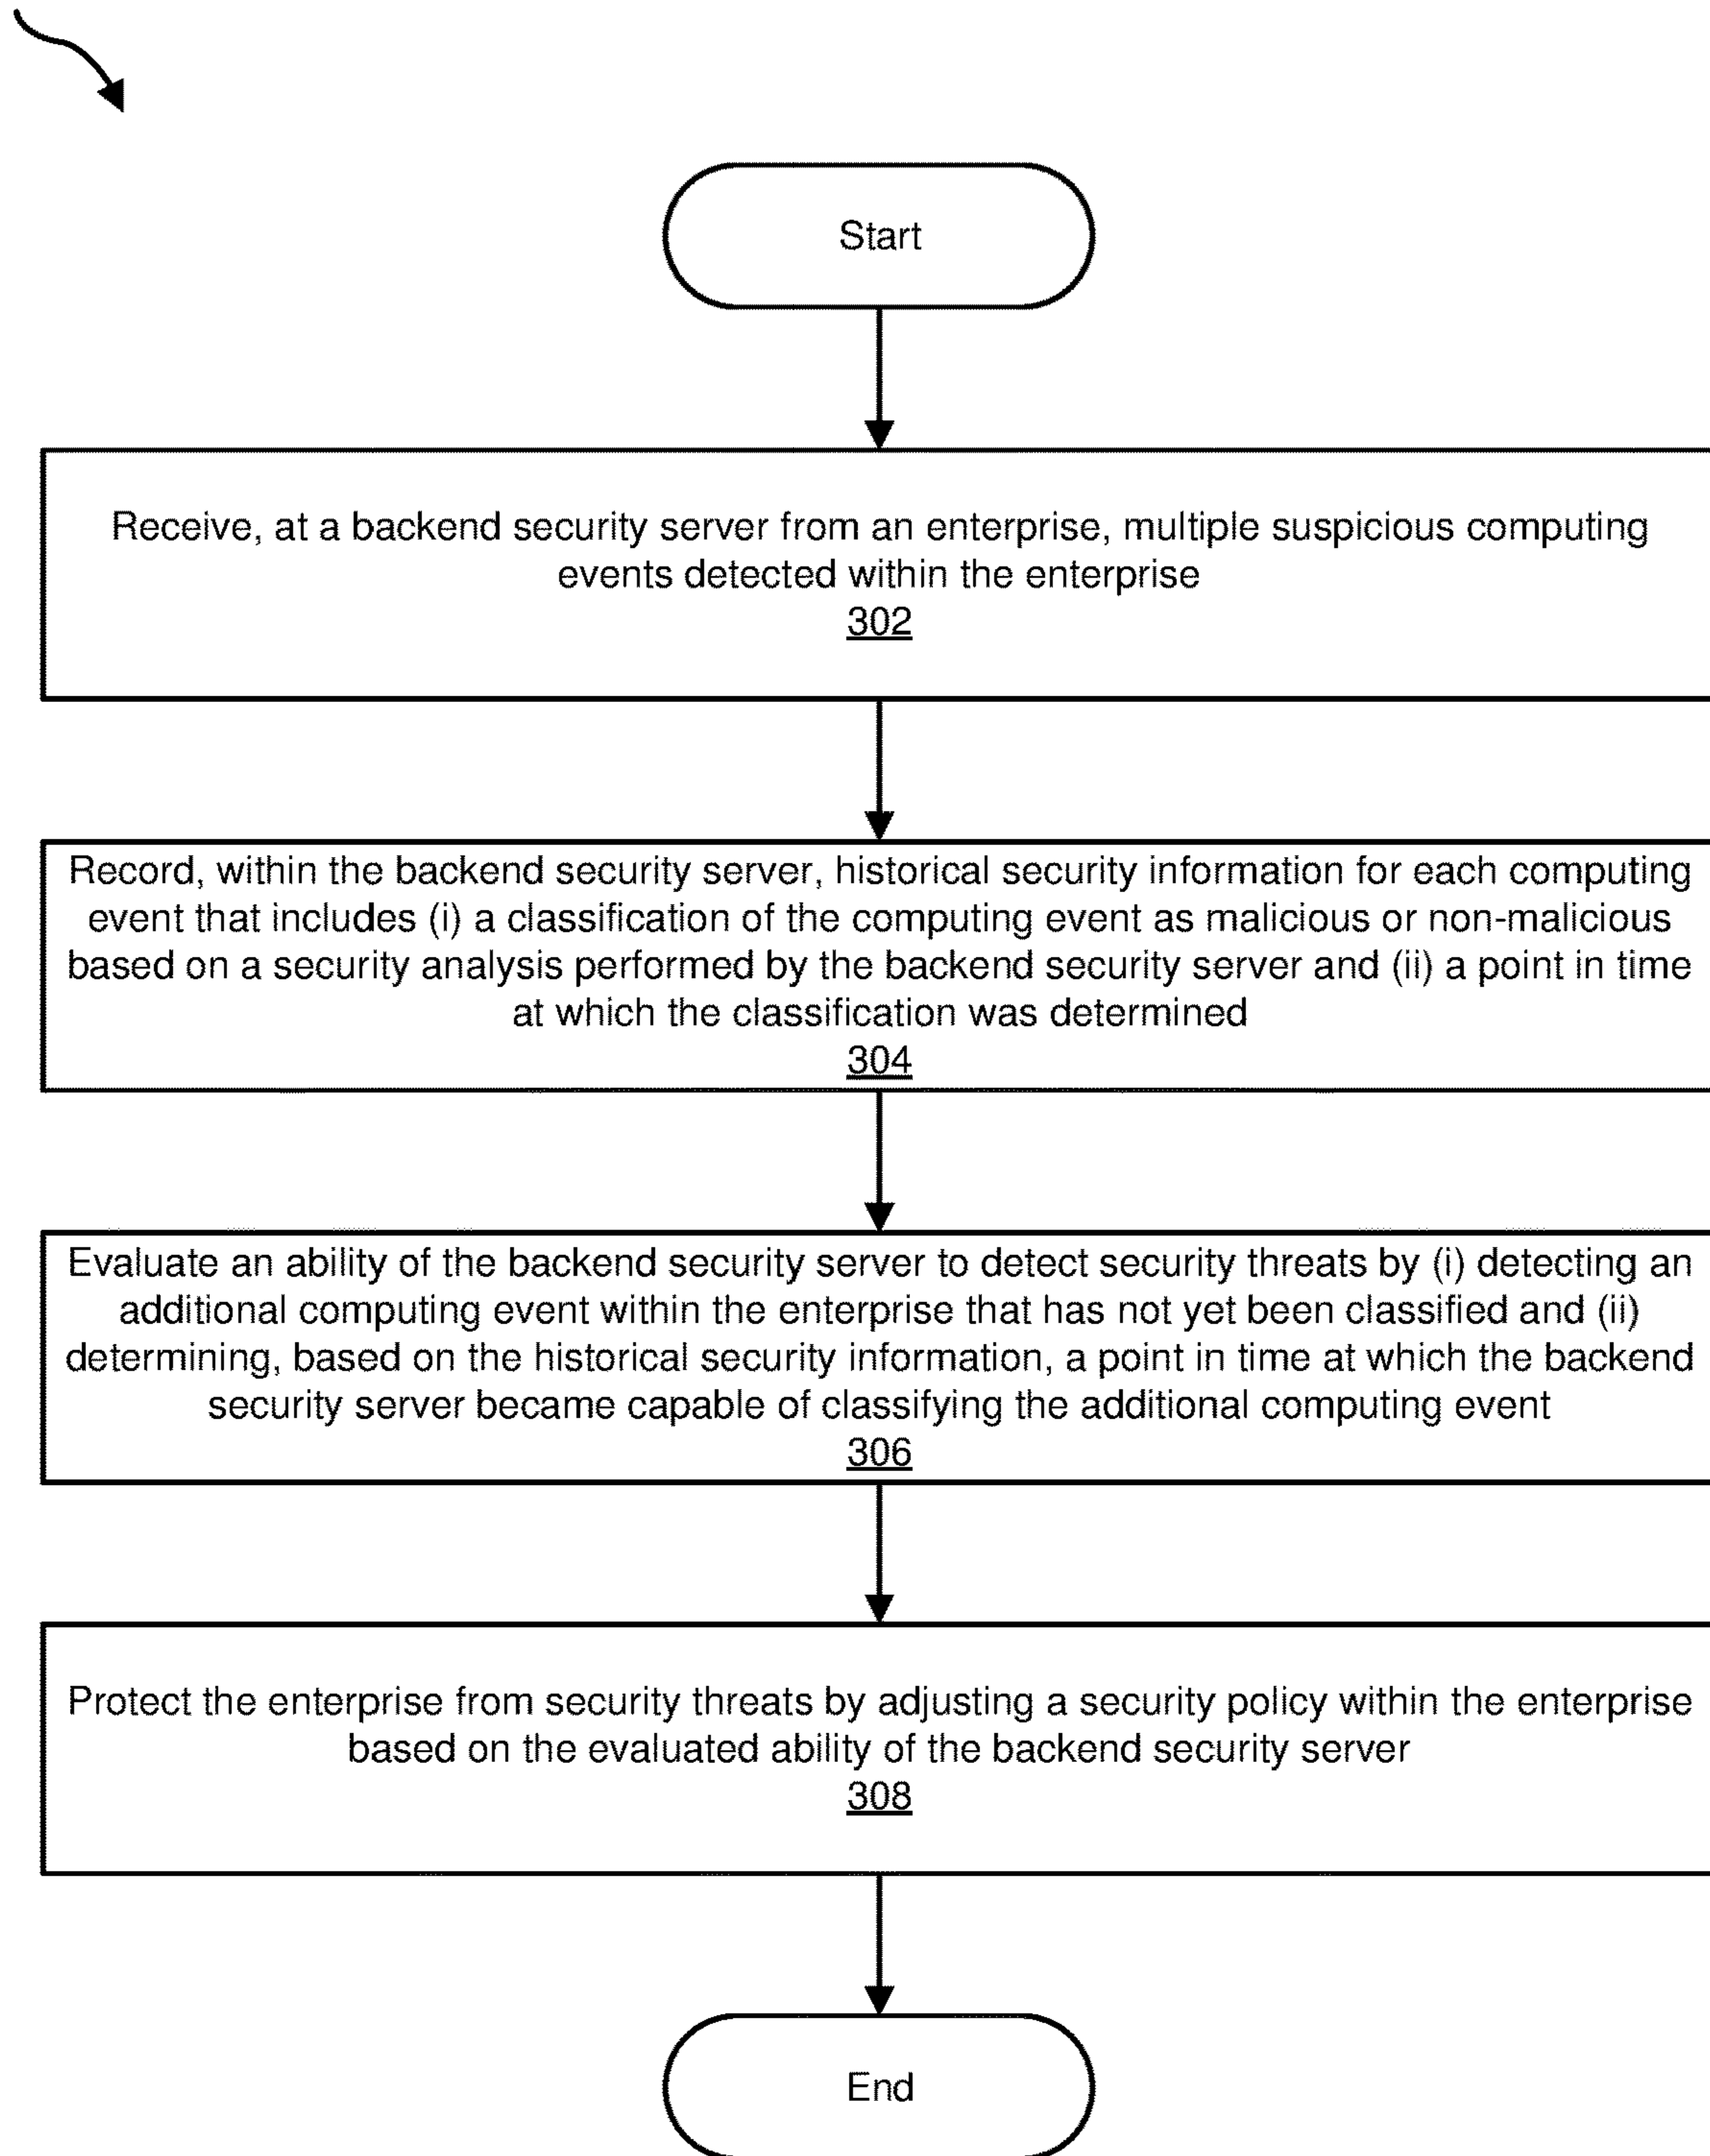 Start
Receive, at a backend security server from an enterprise, multiple suspicious computing
events detected within the enterprise
302
Record, within the backend security server, historical security information for each computing
event that includes (i) a classification of the computing event as malicious or non-malicious
based on a security analysis performed by the backend security server and (ii) a point in time
at which the classification was determined
304
Evaluate an ability of the backend security server to detect security threats by (i) detecting an
additional computing event within the enterprise that has not yet been classified and (ii)
determining, based on the historical security information, a point in time at which the backend
security server became capable of classifying the additional computing event
306
Protect the enterprise from security threats by adjusting a security policy within the enterprise
based on the evaluated ability of the backend security server
308
End